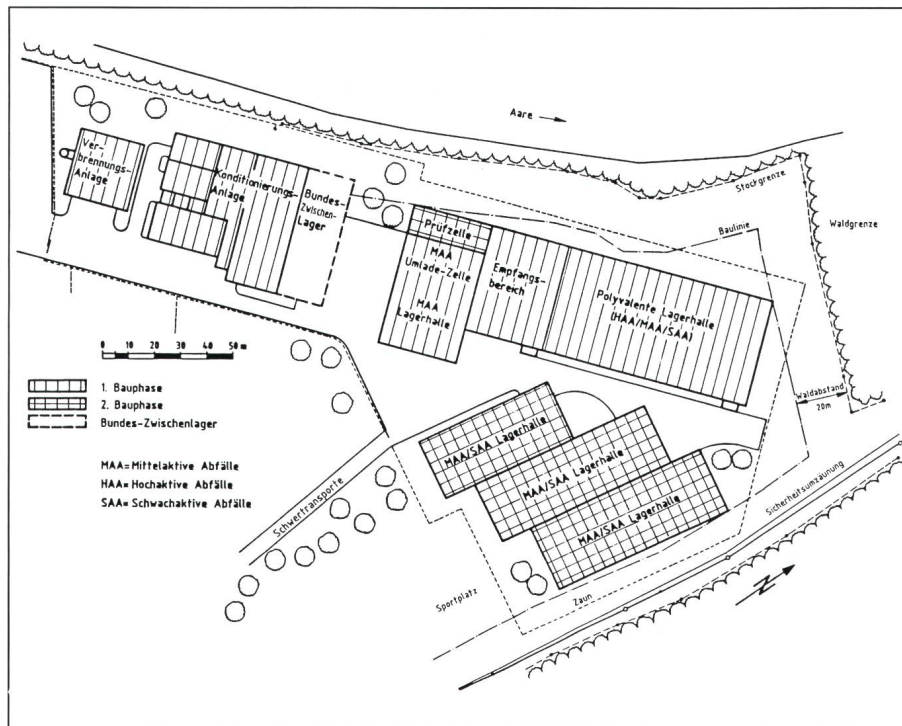 Aare
Stockgrenze
Waldgrenze
Baulinie
Ver-
brennungs-
Anlage
Konditionierungs-
Anlage
Bundes-
Zwischen-
Lager
Prüfzelle
MAA
Umlade-Zelle
MAA
Lagerhalle
Empfangs-
bereich
Polyvalente Lagerhalle
(HAA/MAA/SAA)
Waldabstand
20m
0 10 20 30 40 50 m
1. Bauphase
2. Bauphase
Bundes-Zwischenlager
MAA=Mittelaktive Abfälle
HAA=Hochaktive Abfälle
SAA=Schwachaktive Abfälle
MAA/SAA Lagerhalle
MAA/SAA Lagerhalle
MAA/SAA Lagerhalle
Schwertransporte
Sportplatz
Zaun
Sicherheitsumzäunung
N